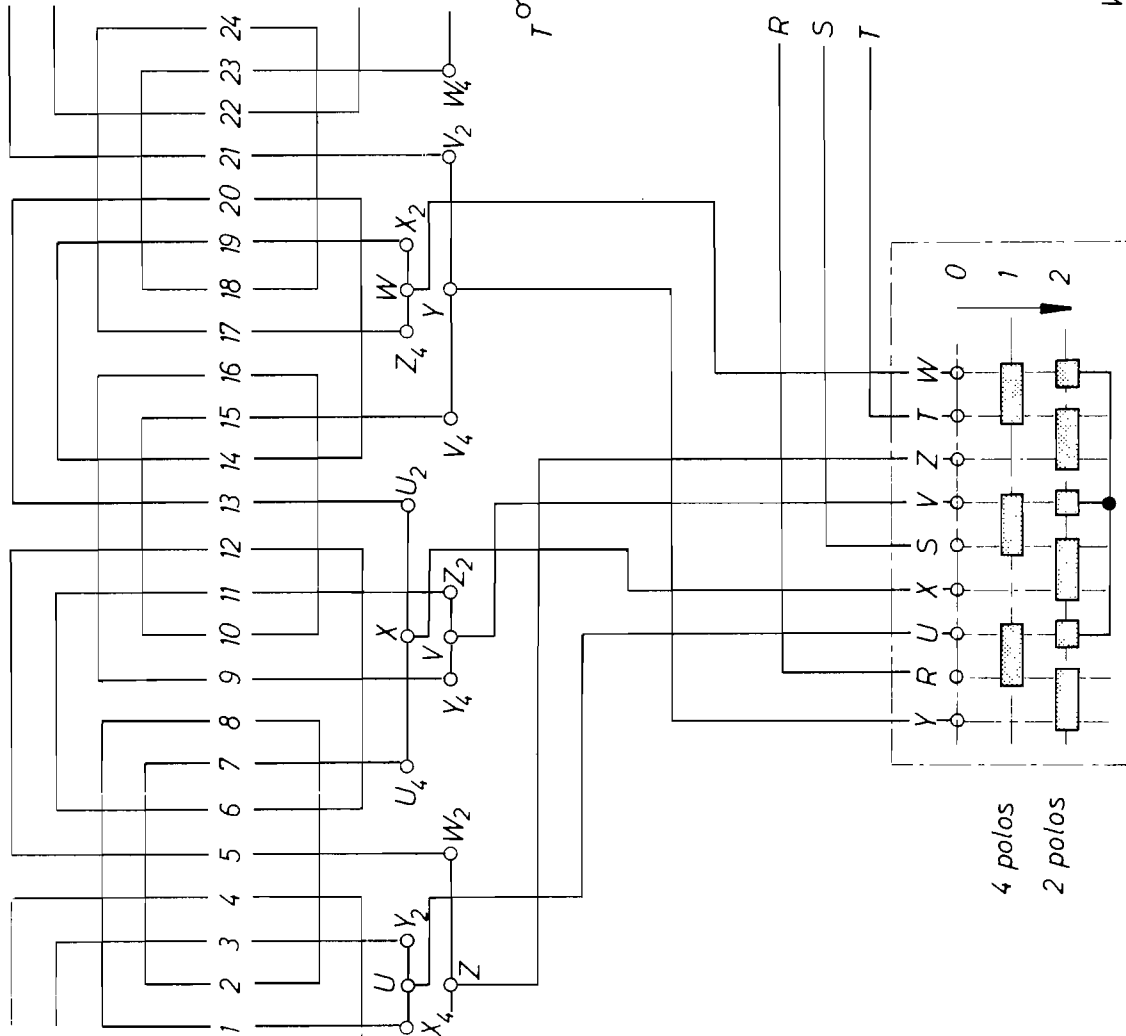 1 2 3 4 5 6 7 8 9 10 11 12 13 14 15 16 17 18 19 20 21 22 23 24
X4 U Y2
Z W2
U4 X U2
Y4 V Z2
Z4 W X2
V4 Y V2
W4
T
R
S
T
Y R U X S V Z T W
0
1
2
4 polos
2 polos